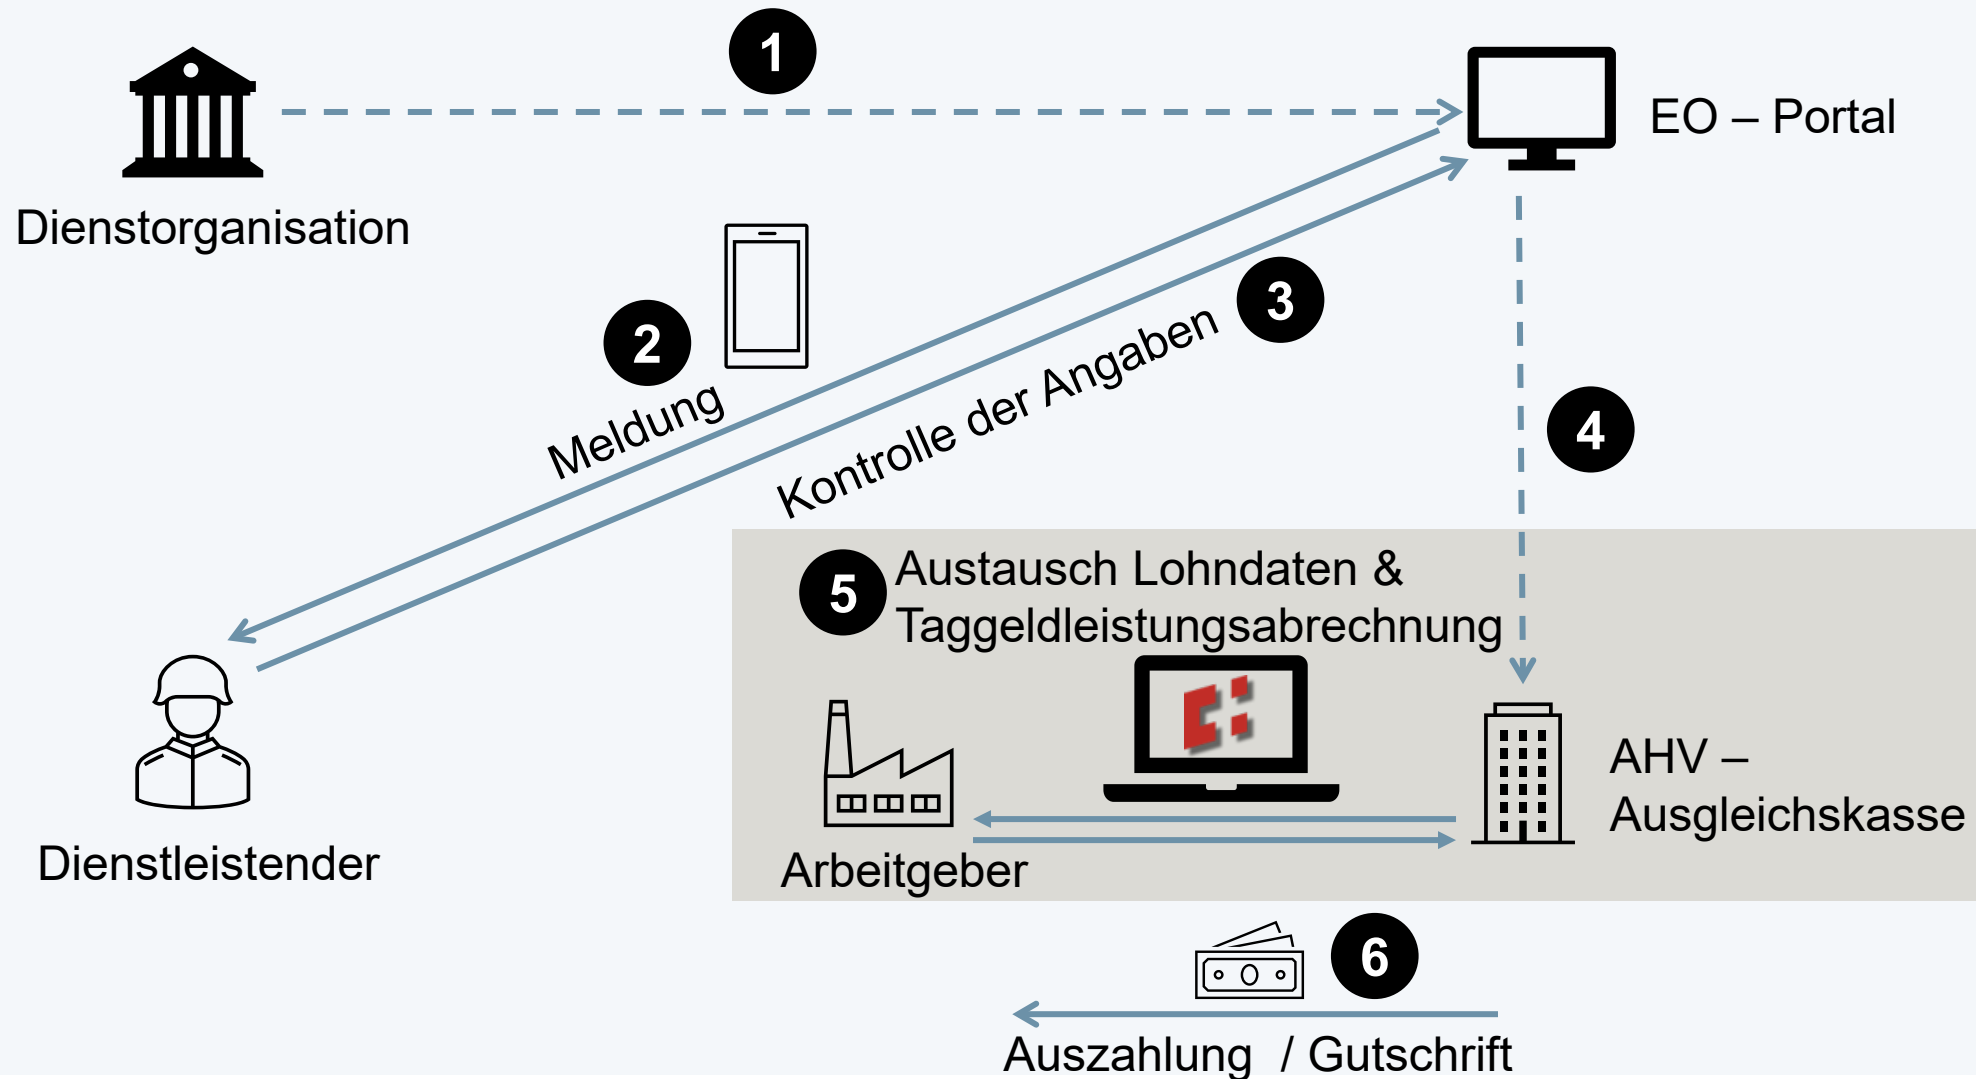 1
EO – Portal
Dienstorganisation
2
Meldung
3
Kontrolle der Angaben
4
5
Austausch Lohndaten &
Taggeldleistungsabrechnung
Dienstleistender
Arbeitgeber
AHV –
Ausgleichskasse
6
Auszahlung / Gutschrift